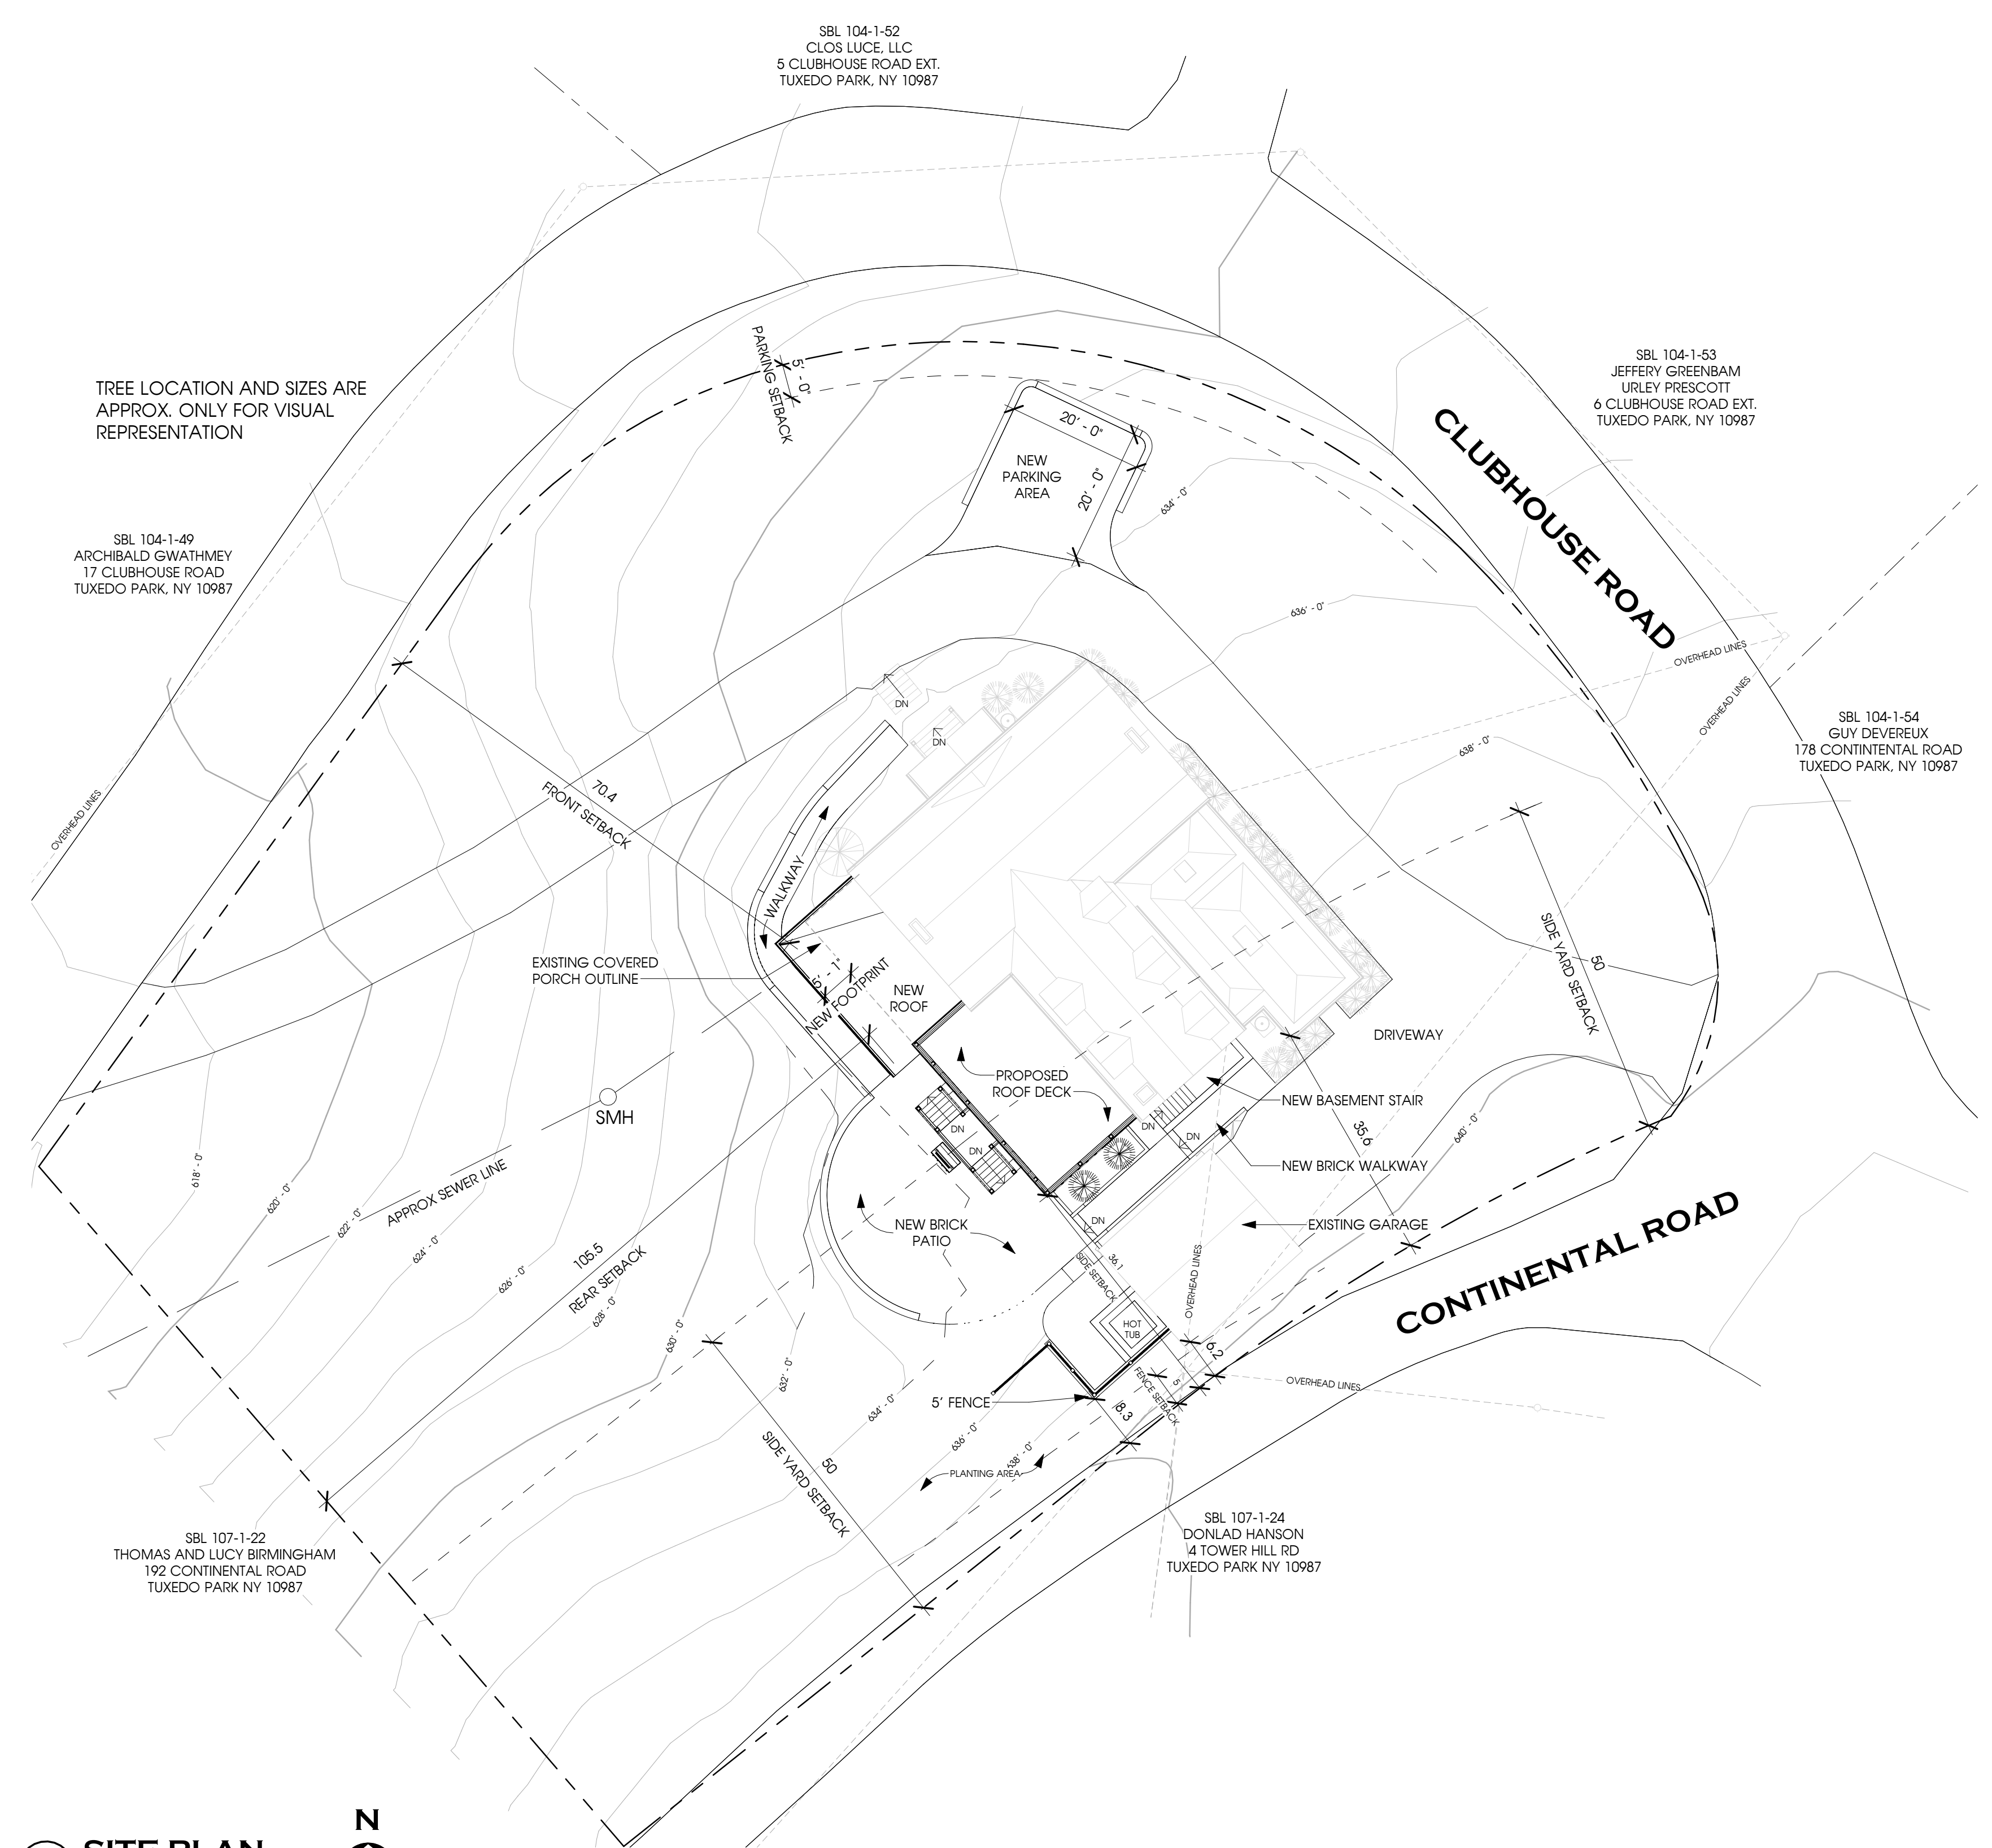 SBL 104-1-52
CLOS LUCE, LLC
5 CLUBHOUSE ROAD EXT.
TUXEDO PARK, NY 10987
SBL 104-1-53
JEFFERY GREENBAM
URLEY PRESCOTT
6 CLUBHOUSE ROAD EXT.
TUXEDO PARK, NY 10987
TREE LOCATION AND SIZES ARE
APPROX. ONLY FOR VISUAL
REPRESENTATION
PARKING SETBACK
5' - 0"
20' - 0"
NEW
PARKING
AREA
20' - 0"
634' - 0"
CLUBHOUSE ROAD
SBL 104-1-49
ARCHIBALD GWATHMEY
17 CLUBHOUSE ROAD
TUXEDO PARK, NY 10987
636' - 0"
OVERHEAD LINES
OVERHEAD LINES
638' - 0"
SBL 104-1-54
GUY DEVEREUX
178 CONTINTENTAL ROAD
TUXEDO PARK, NY 10987
DN
DN
OVERHEAD LINES
70.4
FRONT SETBACK
WALKWAY
EXISTING COVERED
PORCH OUTLINE
5' - 1"
NEW FOOTPRINT
NEW
ROOF
SIDE YARD SETBACK
50
DRIVEWAY
PROPOSED
ROOF DECK
NEW BASEMENT STAIR
SMH
DN
DN
DN
DN
35.6
640' - 0"
NEW BRICK WALKWAY
APPROX SEWER LINE
618' - 0"
620' - 0"
622' - 0"
624' - 0"
626' - 0"
628' - 0"
630' - 0"
632' - 0"
634' - 0"
636' - 0"
638' - 0"
105.5
REAR SETBACK
NEW BRICK
PATIO
DN
EXISTING GARAGE
CONTINENTAL ROAD
36.1
SIDE SETBACK
OVERHEAD LINES
HOT
TUB
6.2
OVERHEAD LINES
5
FENCE SETBACK
8.3
5' FENCE
SIDE YARD SETBACK
50
PLANTING AREA
SBL 107-1-22
THOMAS AND LUCY BIRMINGHAM
192 CONTINENTAL ROAD
TUXEDO PARK NY 10987
SBL 107-1-24
DONLAD HANSON
4 TOWER HILL RD
TUXEDO PARK NY 10987
N
SITE PLAN